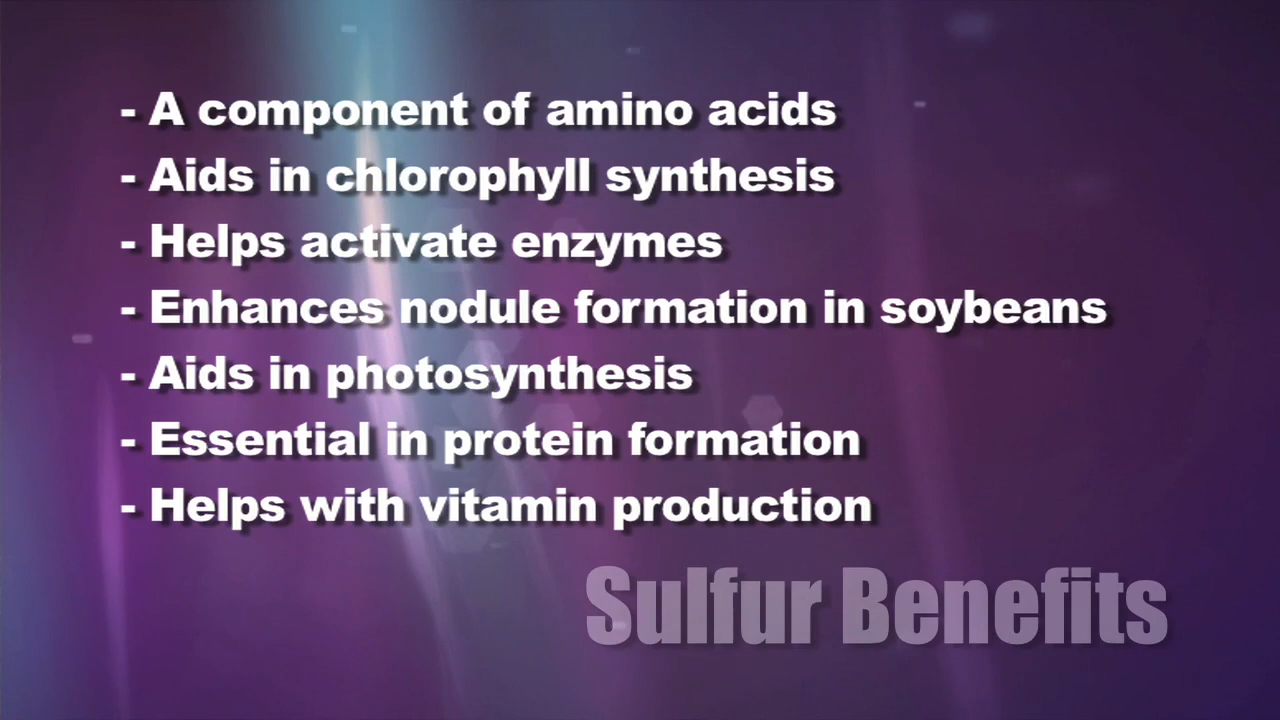 - A component of amino acids
- Aids in chlorophyll synthesis
- Helps activate enzymes
- Enhances nodule formation in soybeans
- Aids in photosynthesis
- Essential in protein formation
- Helps with vitamin production
Sulfur Benefits